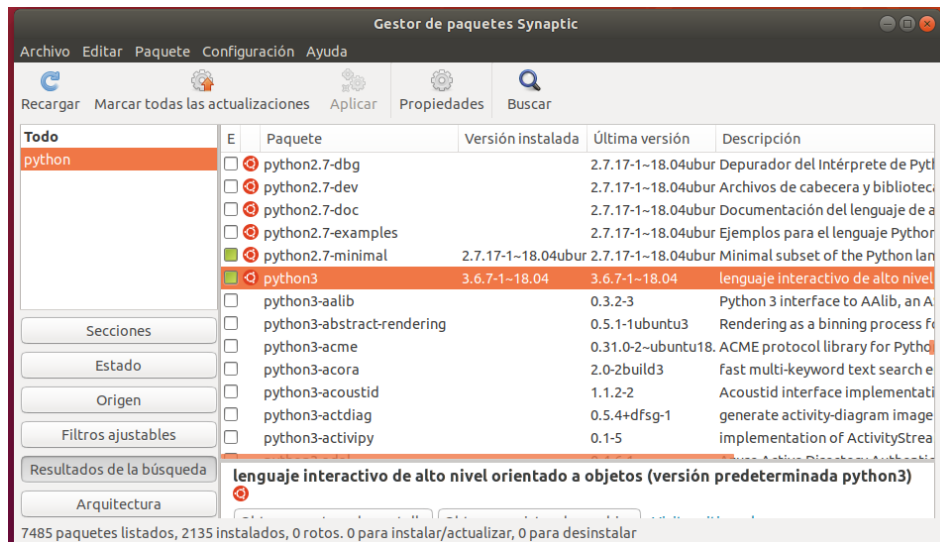 Gestor de paquetes Synaptic
Archivo Editar Paquete Configuración Ayuda
Recargar Marcar todas las actualizaciones Aplicar Propiedades Buscar
Todo
python
E Paquete Versión instalada Última versión Descripción
python2.7-dbg 2.7.17-1~18.04ubur Depurador del Intérprete de Pyt
python2.7-dev 2.7.17-1~18.04ubur Archivos de cabecera y bibliotec
python2.7-doc 2.7.17-1~18.04ubur Documentación del lenguaje de a
python2.7-examples 2.7.17-1~18.04ubur Ejemplos para el lenguaje Python
python2.7-minimal 2.7.17-1~18.04ubur 2.7.17-1~18.04ubur Minimal subset of the Python lan
python3 3.6.7-1~18.04 3.6.7-1~18.04 lenguaje interactivo de alto nivel
python3-aalib 0.3.2-3 Python 3 interface to AAlib, an A
python3-abstract-rendering 0.5.1-1ubuntu3 Rendering as a binning process f
python3-acme 0.31.0-2~ubuntu18. ACME protocol library for Pytho
python3-acora 2.0-2build3 fast multi-keyword text search e
python3-acoustid 1.1.2-2 Acoustid interface implementati
python3-actdiag 0.5.4+dfsg-1 generate activity-diagram image
python3-activipy 0.1-5 implementation of ActivityStrea
Secciones
Estado
Origen
Filtros ajustables
Resultados de la búsqueda
Arquitectura
lenguaje interactivo de alto nivel orientado a objetos (versión predeterminada python3)
7485 paquetes listados, 2135 instalados, 0 rotos. 0 para instalar/actualizar, 0 para desinstalar